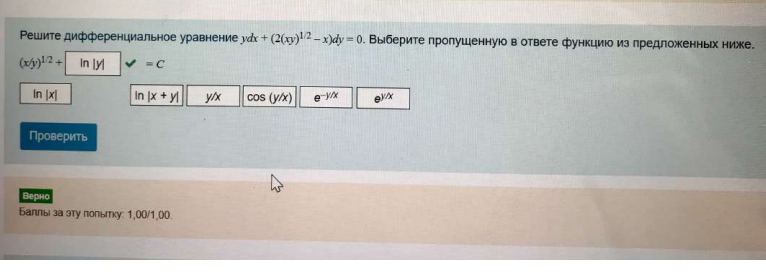 Решите дифференциальное уравнение ydx + (2(xy)^1/2 – x)dy = 0. Выберите пропущенную в ответе функцию из предложенных ниже.
(x/y)^1/2 + ln |y| ✔ = C
ln |x| ln |x + y| y/x cos (y/x) e^–y/x e^y/x
Проверить
Верно
Баллы за эту попытку: 1,00/1,00.